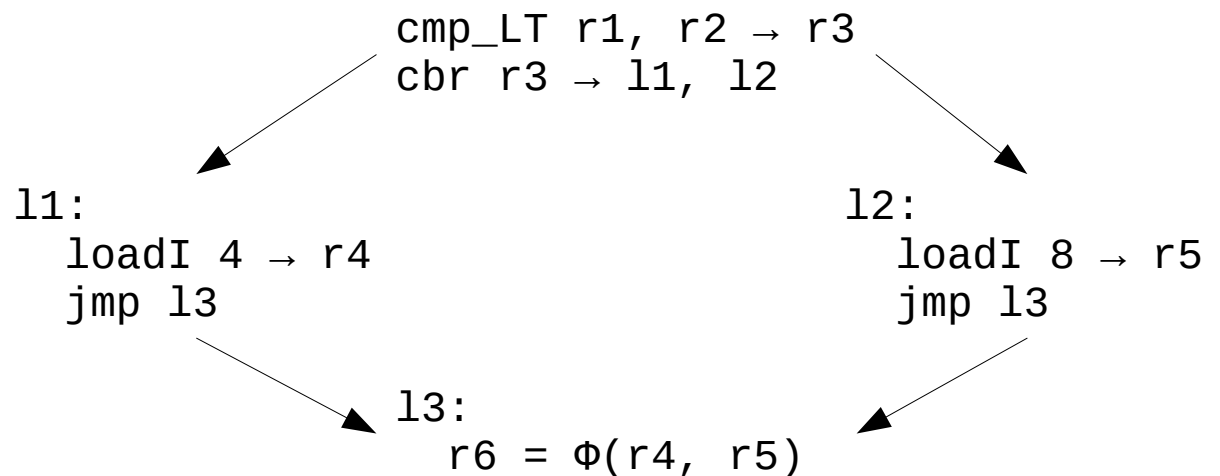 cmp_LT r1, r2 → r3
cbr r3 → l1, l2
l1:
loadI 4 → r4
jmp l3
l2:
loadI 8 → r5
jmp l3
l3:
r6 = Φ(r4, r5)